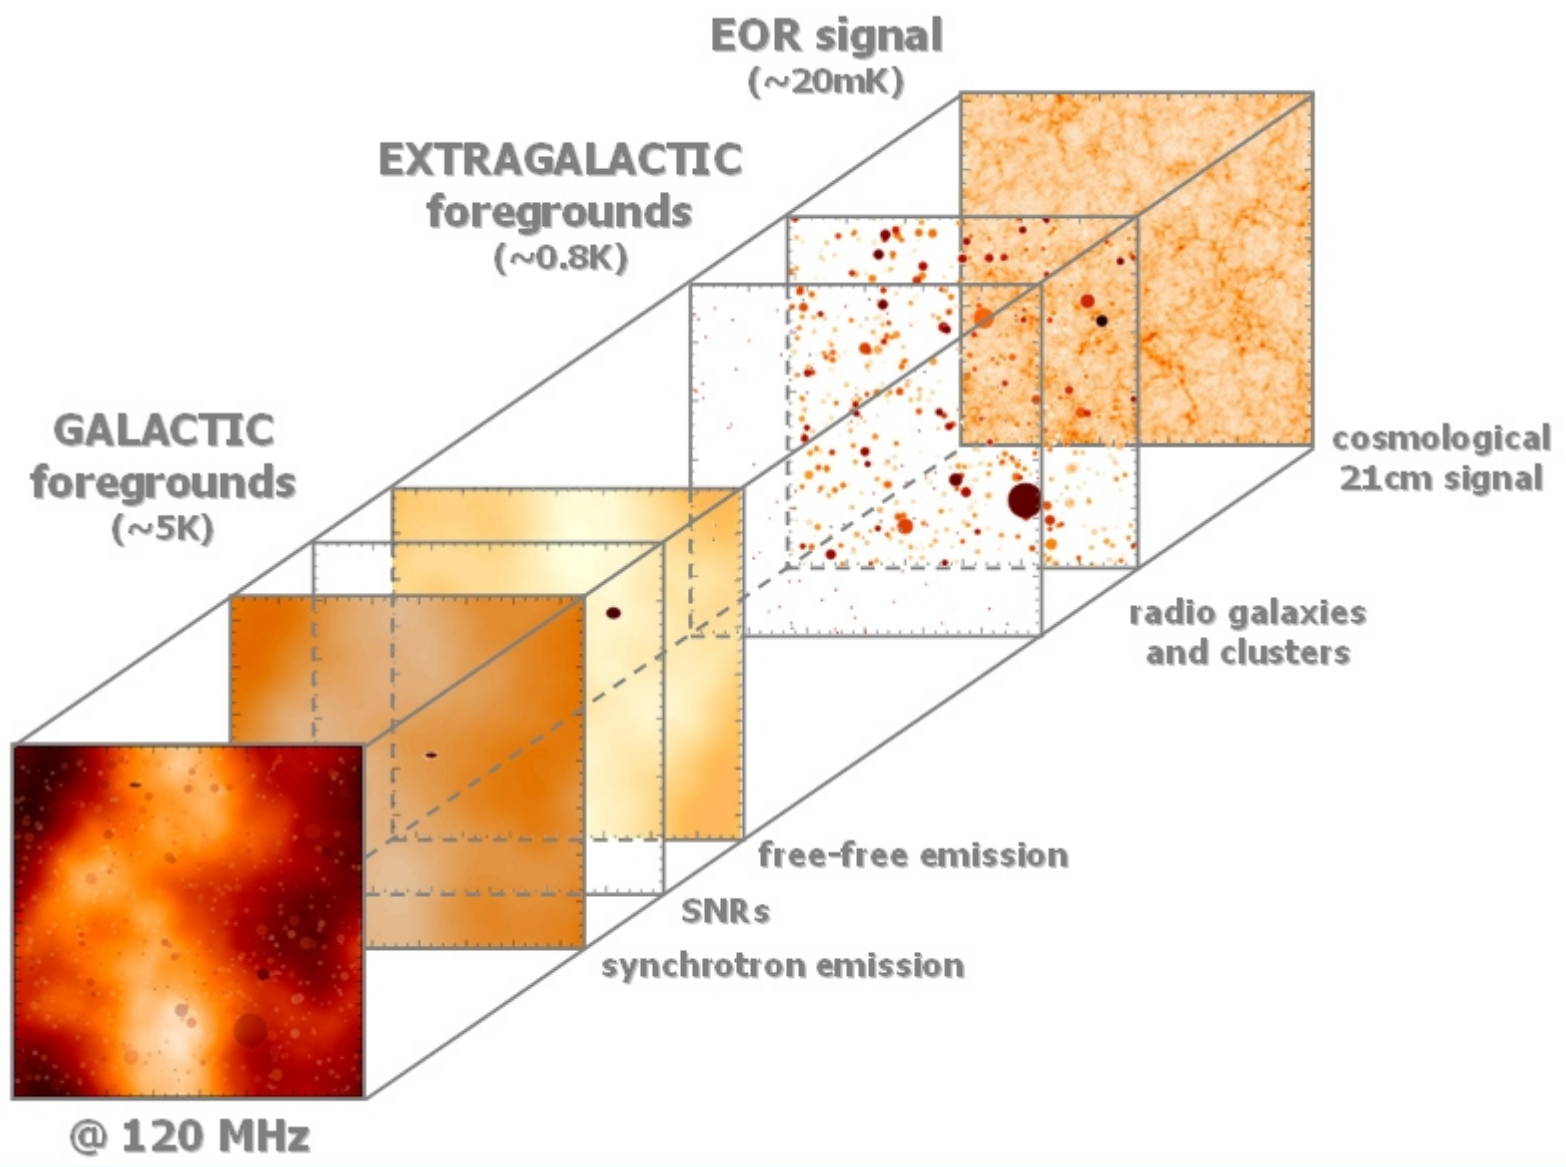 EOR signal
(~20mK)
EXTRAGALACTIC
foregrounds
(~0.8K)
GALACTIC
foregrounds
(~5K)
cosmological
21cm signal
radio galaxies
and clusters
free-free emission
SNRs
synchrotron emission
@ 120 MHz